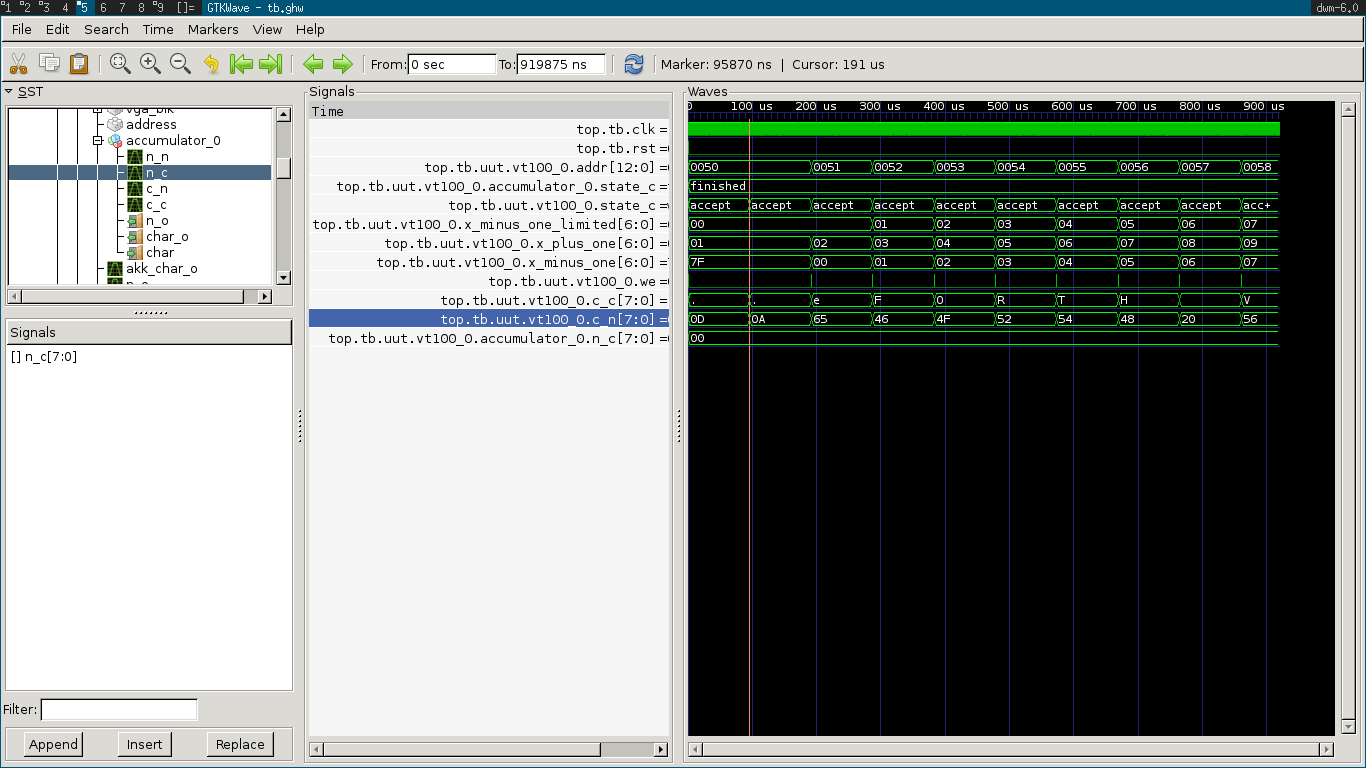 1 2 3 4 5 6 7 8 9 []= GTKWave - tb.ghw dwm-6.0
File Edit Search Time Markers View Help
From: 0 sec To: 919875 ns Marker: 95870 ns | Cursor: 191 us
SST
vga_blk
address
accumulator_0
n_n
n_c
c_n
c_c
n_o
char_o
char
akk_char_o
Signals
[] n_c[7:0]
Filter:
Append Insert Replace
Signals
Time
top.tb.clk =
top.tb.rst =
top.tb.uut.vt100_0.addr[12:0] =
top.tb.uut.vt100_0.accumulator_0.state_c =
top.tb.uut.vt100_0.state_c =
top.tb.uut.vt100_0.x_minus_one_limited[6:0] =
top.tb.uut.vt100_0.x_plus_one[6:0] =
top.tb.uut.vt100_0.x_minus_one[6:0] =
top.tb.uut.vt100_0.we =
top.tb.uut.vt100_0.c_c[7:0] =
top.tb.uut.vt100_0.c_n[7:0] =
top.tb.uut.vt100_0.accumulator_0.n_c[7:0] =
Waves
0 100 us 200 us 300 us 400 us 500 us 600 us 700 us 800 us 900 us
0050 0051 0052 0053 0054 0055 0056 0057 0058
finished
accept accept accept accept accept accept accept accept accept acc+
00 01 02 03 04 05 06 07
01 02 03 04 05 06 07 08 09
7F 00 01 02 03 04 05 06 07
. . e F O R T H V
0D 0A 65 46 4F 52 54 48 20 56
00